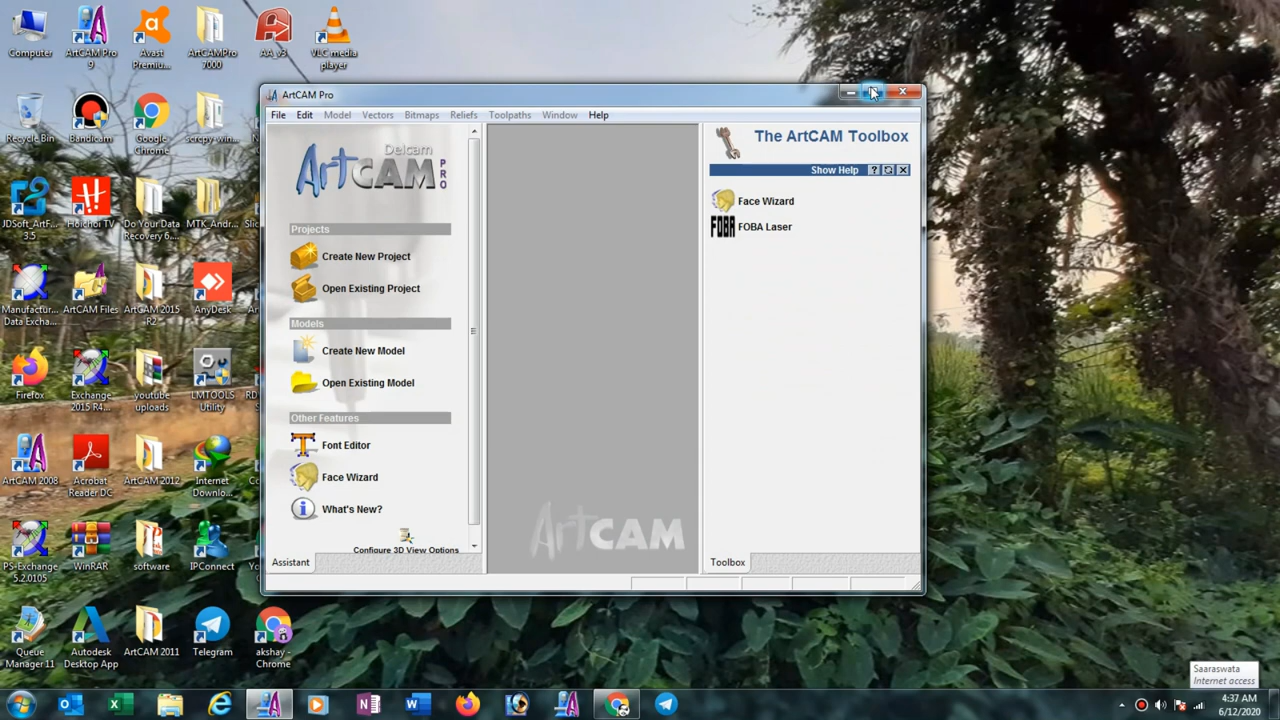 Computer
ArtCAM Pro
9
Avast
Premiu...
ArtCAMPro
7000
AA_v3
VLC media
player
Recycle Bin
Bandicam
Google
Chrome
scrcpy-win...
JDSoft_ArtF...
3.5
Hoichoi TV
Do Your Data
Recovery 6....
MTK_Andr...
Manufactur...
Data Excha...
ArtCAM Files
ArtCAM 2015
R2
AnyDesk
Firefox
Exchange
2015 R4...
youtube
uploads
LMTOOLS
Utility
ArtCAM 2008
Acrobat
Reader DC
ArtCAM 2012
Internet
Downlo...
PS-Exchange
5.2.0105
WinRAR
software
IPConnect
Queue
Manager11
Autodesk
Desktop App
ArtCAM 2011
Telegram
akshay -
Chrome
ArtCAM Pro
File Edit Model Vectors Bitmaps Reliefs Toolpaths Window Help
Delcam
ArtCAM PRO
Projects
Create New Project
Open Existing Project
Models
Create New Model
Open Existing Model
Other Features
Font Editor
Face Wizard
What's New?
Configure 3D View Options
Assistant
ArtCAM
The ArtCAM Toolbox
Show Help
Face Wizard
FOBA FOBA Laser
Toolbox
Saaraswata
Internet access
4:37 AM
6/12/2020